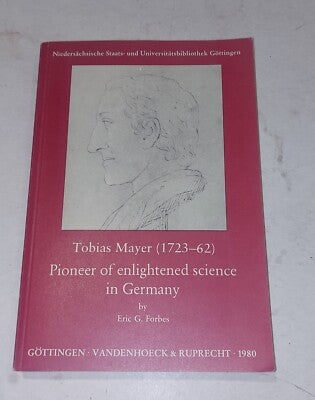 Niedersächsische Staats- und Universitätsbibliothek Göttingen
Tobias Mayer (1723–62)
Pioneer of enlightened science
in Germany
by
Eric G. Forbes
GÖTTINGEN · VANDENHOECK & RUPRECHT · 1980